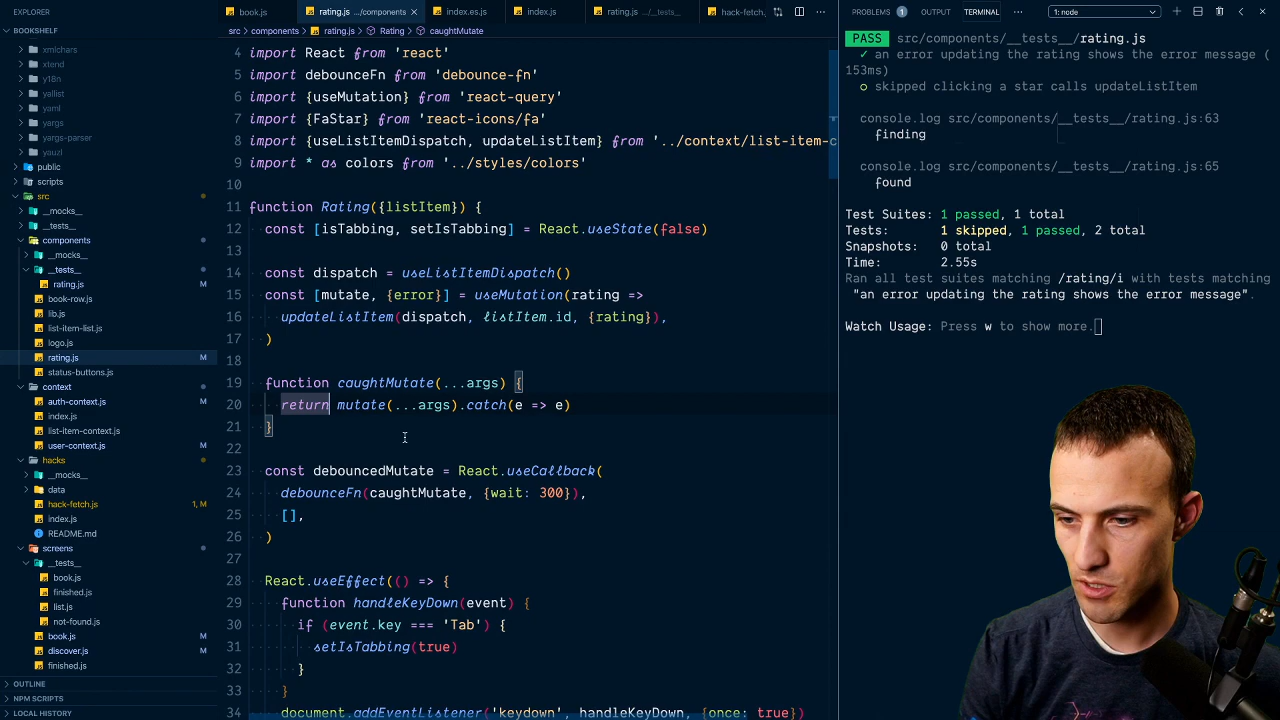 EXPLORER
BOOKSHELF
xmlchars
xtend
y18n
yallist
yaml
yargs
yargs-parser
yauzl
public
scripts
src
__mocks__
__tests__
components
__mocks__
__tests__
rating.js M
book-row.js
lib.js
list-item-list.js
logo.js
rating.js M
status-buttons.js
context
auth-context.js M
index.js
list-item-context.js
user-context.js M
hacks
__mocks__
data
hack-fetch.js 1, M
index.js
README.md
screens
__tests__
book.js
finished.js
list.js
not-found.js
book.js M
discover.js M
finished.js
OUTLINE
NPM SCRIPTS
LOCAL HISTORY
book.js
rating.js .../components
index.es.js
index.js
rating.js .../__tests__
hack-fetch.js
src > components > rating.js > Rating > caughtMutate
4 import React from 'react'
5 import debounceFn from 'debounce-fn'
6 import {useMutation} from 'react-query'
7 import {FaStar} from 'react-icons/fa'
8 import {useListItemDispatch, updateListItem} from '../context/list-item-c
9 import * as colors from '../styles/colors'
10
11 function Rating({listItem}) {
12 const [isTabbing, setIsTabbing] = React.useState(false)
13
14 const dispatch = useListItemDispatch()
15 const [mutate, {error}] = useMutation(rating =>
16 updateListItem(dispatch, listItem.id, {rating}),
17 )
18
19 function caughtMutate(...args) {
20 return mutate(...args).catch(e => e)
21 }
22
23 const debouncedMutate = React.useCallback(
24 debounceFn(caughtMutate, {wait: 300}),
25 [],
26 )
27
28 React.useEffect(() => {
29 function handleKeyDown(event) {
30 if (event.key === 'Tab') {
31 setIsTabbing(true)
32 }
33 }
34 document.addEventListener('keydown', handleKeyDown, {once: true})
PROBLEMS 1 OUTPUT TERMINAL ... 1: node
PASS src/components/__tests__/rating.js
✓ an error updating the rating shows the error message (
153ms)
○ skipped clicking a star calls updateListItem
console.log src/components/__tests__/rating.js:63
finding
console.log src/components/__tests__/rating.js:65
found
Test Suites: 1 passed, 1 total
Tests: 1 skipped, 1 passed, 2 total
Snapshots: 0 total
Time: 2.55s
Ran all test suites matching /rating/i with tests matching
"an error updating the rating shows the error message".
Watch Usage: Press w to show more.